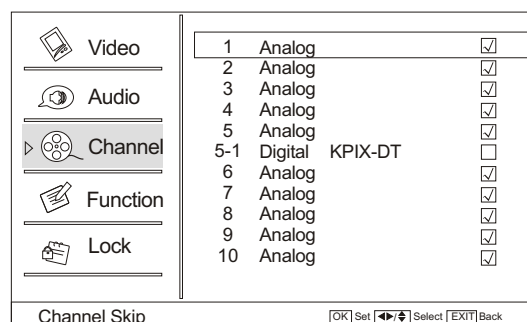 Video
Audio
Channel
Function
Lock
1 Analog
2 Analog
3 Analog
4 Analog
5 Analog
5-1 Digital KPIX-DT
6 Analog
7 Analog
8 Analog
9 Analog
10 Analog
Channel Skip
OK Set ◀▶/♦ Select EXIT Back